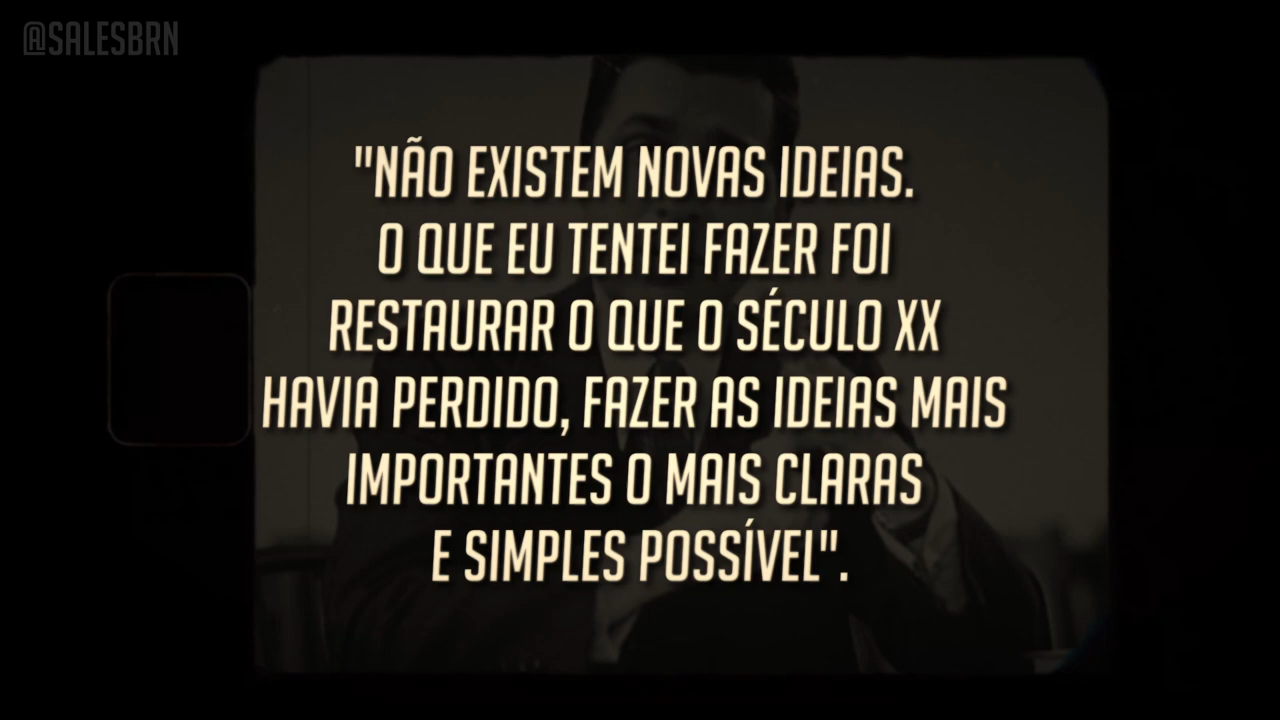 @SALESBRN
"NÃO EXISTEM NOVAS IDEIAS.
O QUE EU TENTEI FAZER FOI
RESTAURAR O QUE O SÉCULO XX
HAVIA PERDIDO, FAZER AS IDEIAS MAIS
IMPORTANTES O MAIS CLARAS
E SIMPLES POSSÍVEL".